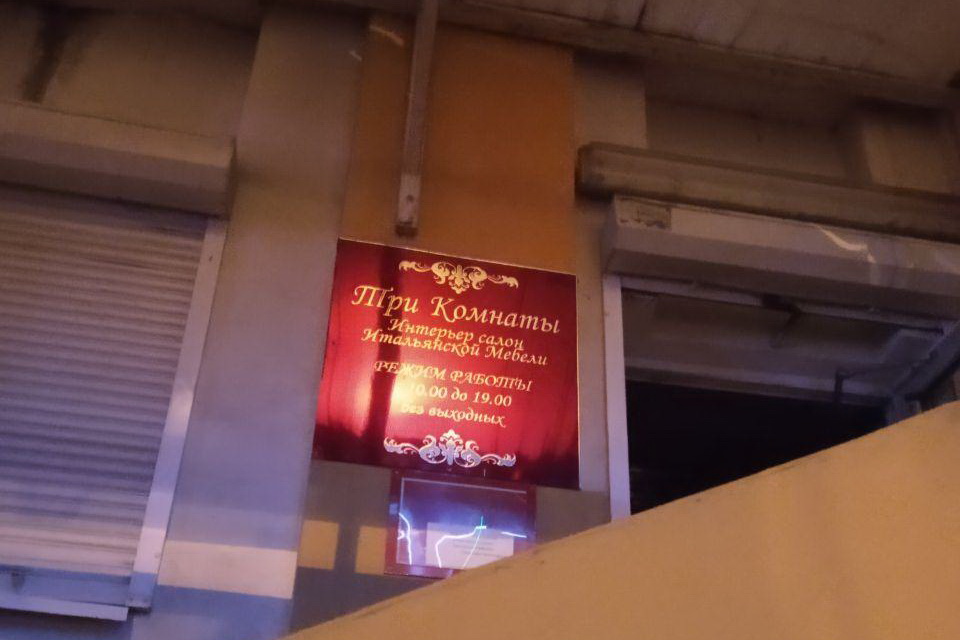 Три Комнаты
Интерьер салон
Итальянской Мебели
РЕЖИМ РАБОТЫ
10.00 до 19.00
без выходных